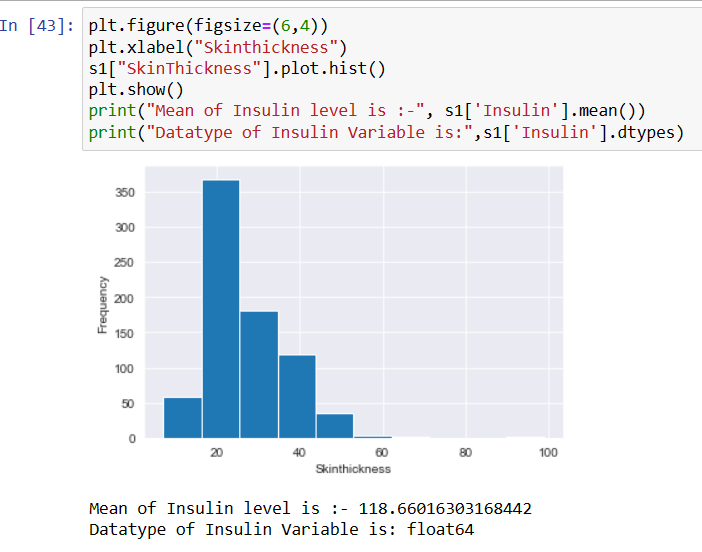 In [43]:
plt.figure(figsize=(6,4))
plt.xlabel("Skinthickness")
s1["SkinThickness"].plot.hist()
plt.show()
print("Mean of Insulin level is :-", s1['Insulin'].mean())
print("Datatype of Insulin Variable is:",s1['Insulin'].dtypes)
Frequency
350
300
250
200
150
100
50
0
20 40 60 80 100
Skinthickness
Mean of Insulin level is :- 118.66016303168442
Datatype of Insulin Variable is: float64